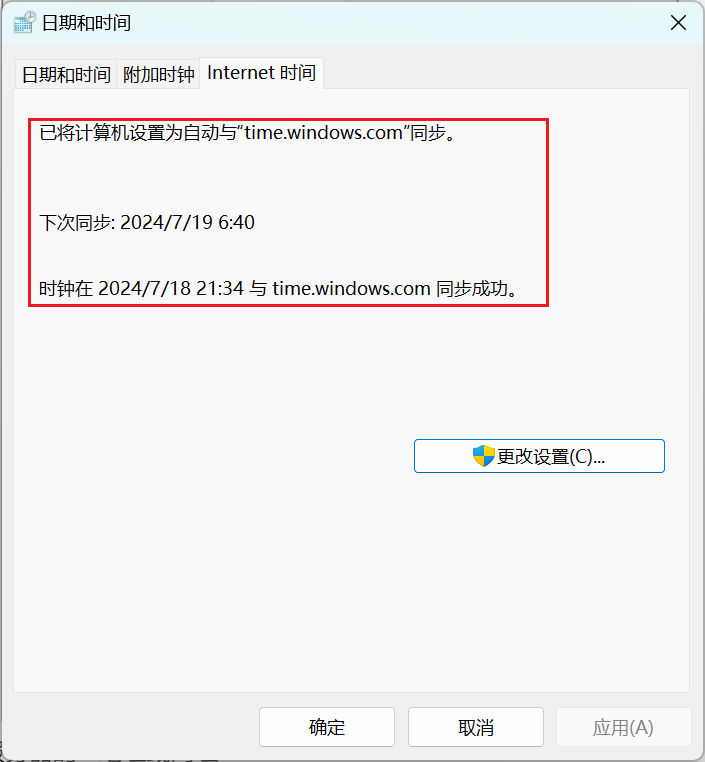 日期和时间
日期和时间 附加时钟 Internet 时间
已将计算机设置为自动与"time.windows.com"同步。
下次同步: 2024/7/19 6:40
时钟在 2024/7/18 21:34 与 time.windows.com 同步成功。
更改设置(C)...
确定 取消 应用(A)